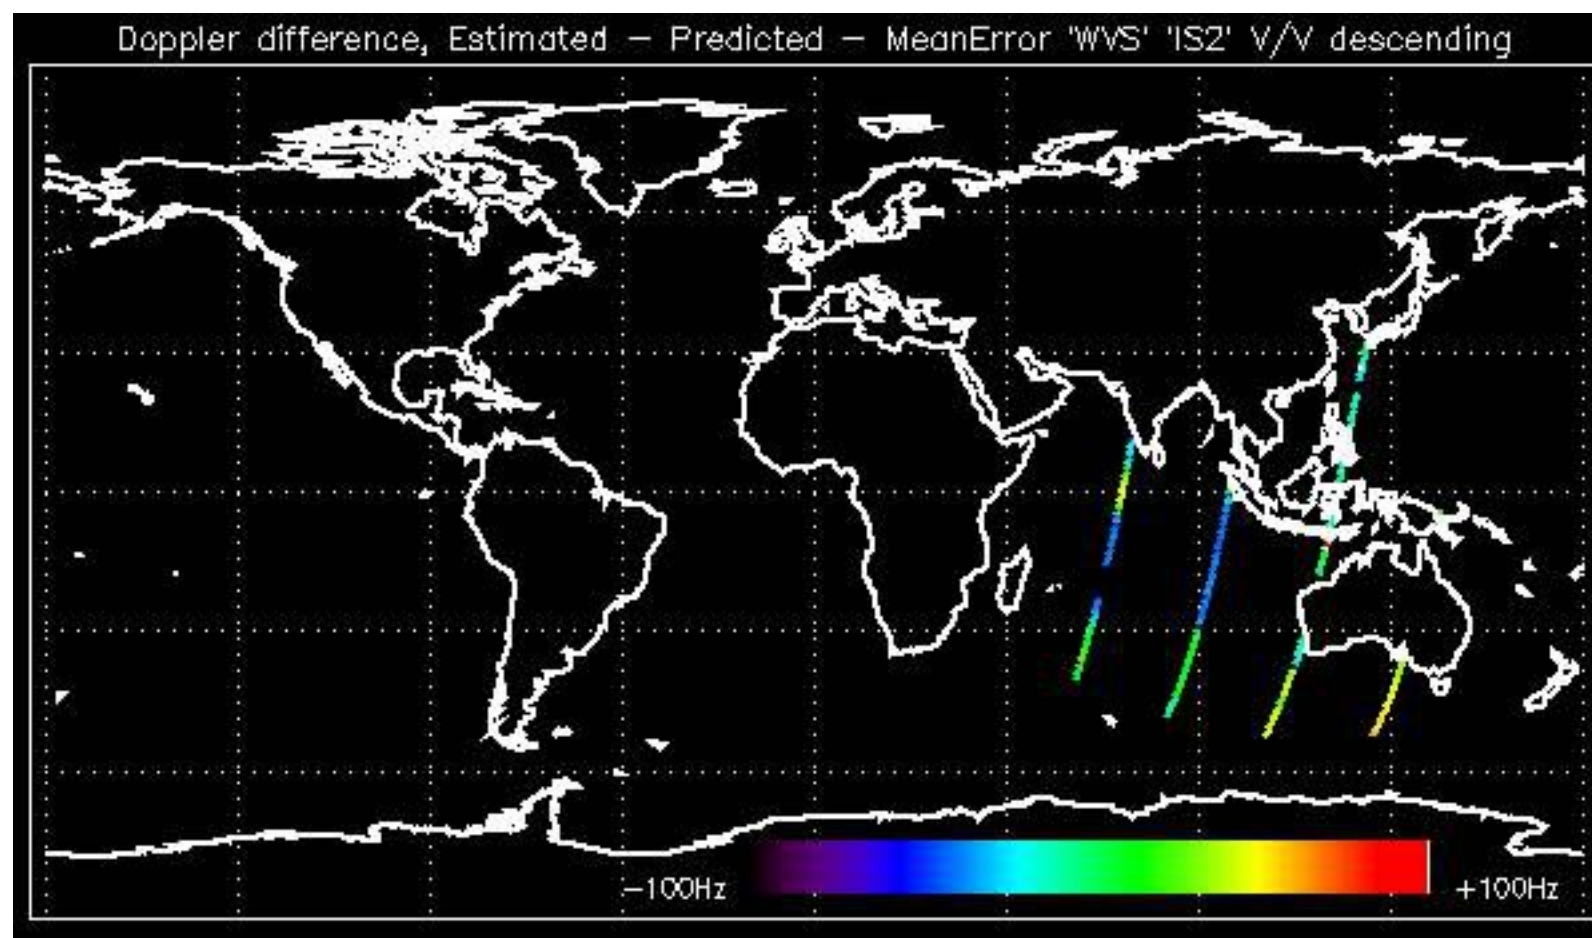 Doppler difference, Estimated – Predicted – MeanError 'WVS' 'IS2' V/V descending
–100Hz +100Hz